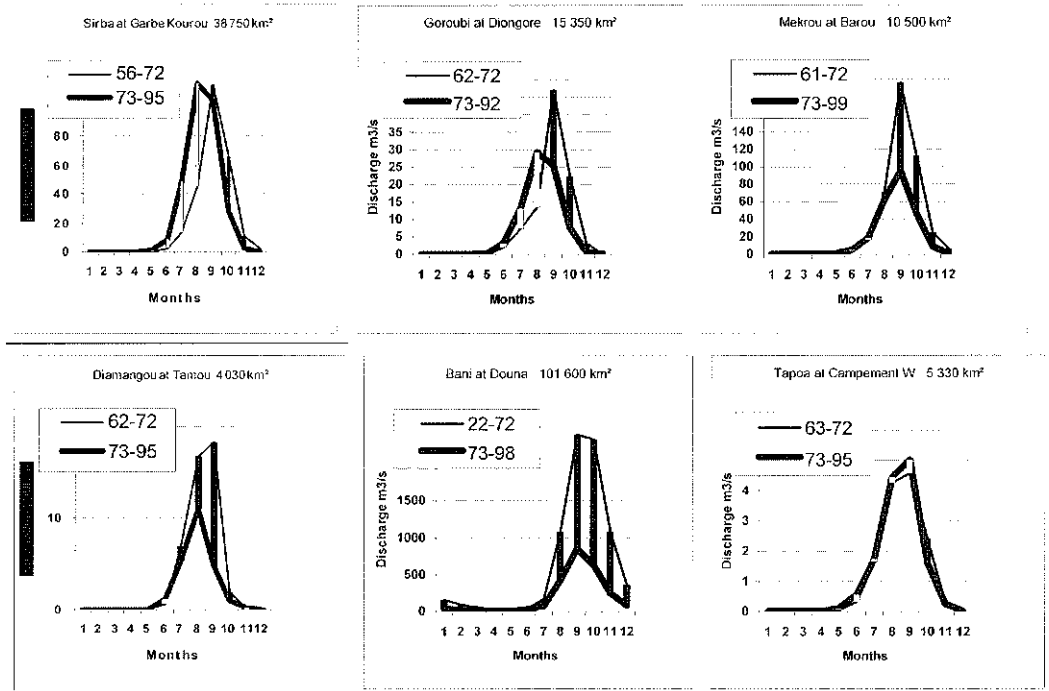 Sirba at Garbe Kourou 38 750 km²
56-72
73-95
80
60
40
20
0
1 2 3 4 5 6 7 8 9 10 11 12
Months
Goroubi at Diongore 15 350 km²
62-72
73-92
Discharge m3/s
35
30
25
20
15
10
5
0
1 2 3 4 5 6 7 8 9 10 11 12
Months
Mekrou at Barou 10 500 km²
61-72
73-99
Discharge m3/s
140
120
100
80
60
40
20
0
1 2 3 4 5 6 7 8 9 10 11 12
Months
Diamangou at Tamou 4 030 km²
62-72
73-95
10
0
1 2 3 4 5 6 7 8 9 10 11 12
Months
Bani at Douna 101 600 km²
22-72
73-98
Discharge m3/s
1500
1000
500
0
1 2 3 4 5 6 7 8 9 10 11 12
Months
Tapoa at Campement W 5 330 km²
63-72
73-95
Discharge m3/s
4
3
2
1
0
1 2 3 4 5 6 7 8 9 10 11 12
Months